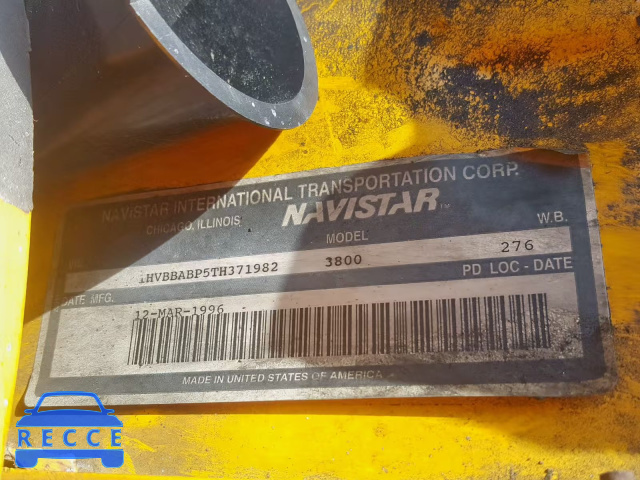 NAVISTAR INTERNATIONAL TRANSPORTATION CORP.
CHICAGO, ILLINOIS NAVISTAR™
MODEL W.B.
1HVBBABP5TH371982 3800 276
DATE MFG. PD LOC - DATE
12-MAR-1996
MADE IN UNITED STATES OF AMERICA
RECCE